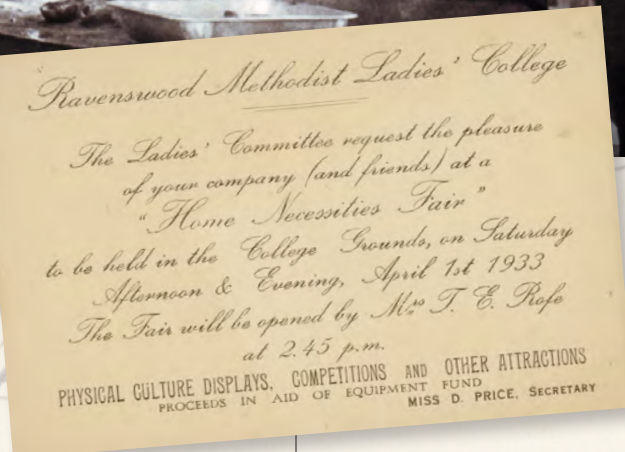 Ravenswood Methodist Ladies' College
The Ladies' Committee request the pleasure
of your company (and friends) at a
"Home Necessities Fair"
to be held in the College Grounds, on Saturday
Afternoon & Evening, April 1st 1933
The Fair will be opened by Mrs T. E. Rofe
at 2.45 p.m.
PHYSICAL CULTURE DISPLAYS, COMPETITIONS AND OTHER ATTRACTIONS
PROCEEDS IN AID OF EQUIPMENT FUND
MISS D. PRICE, SECRETARY